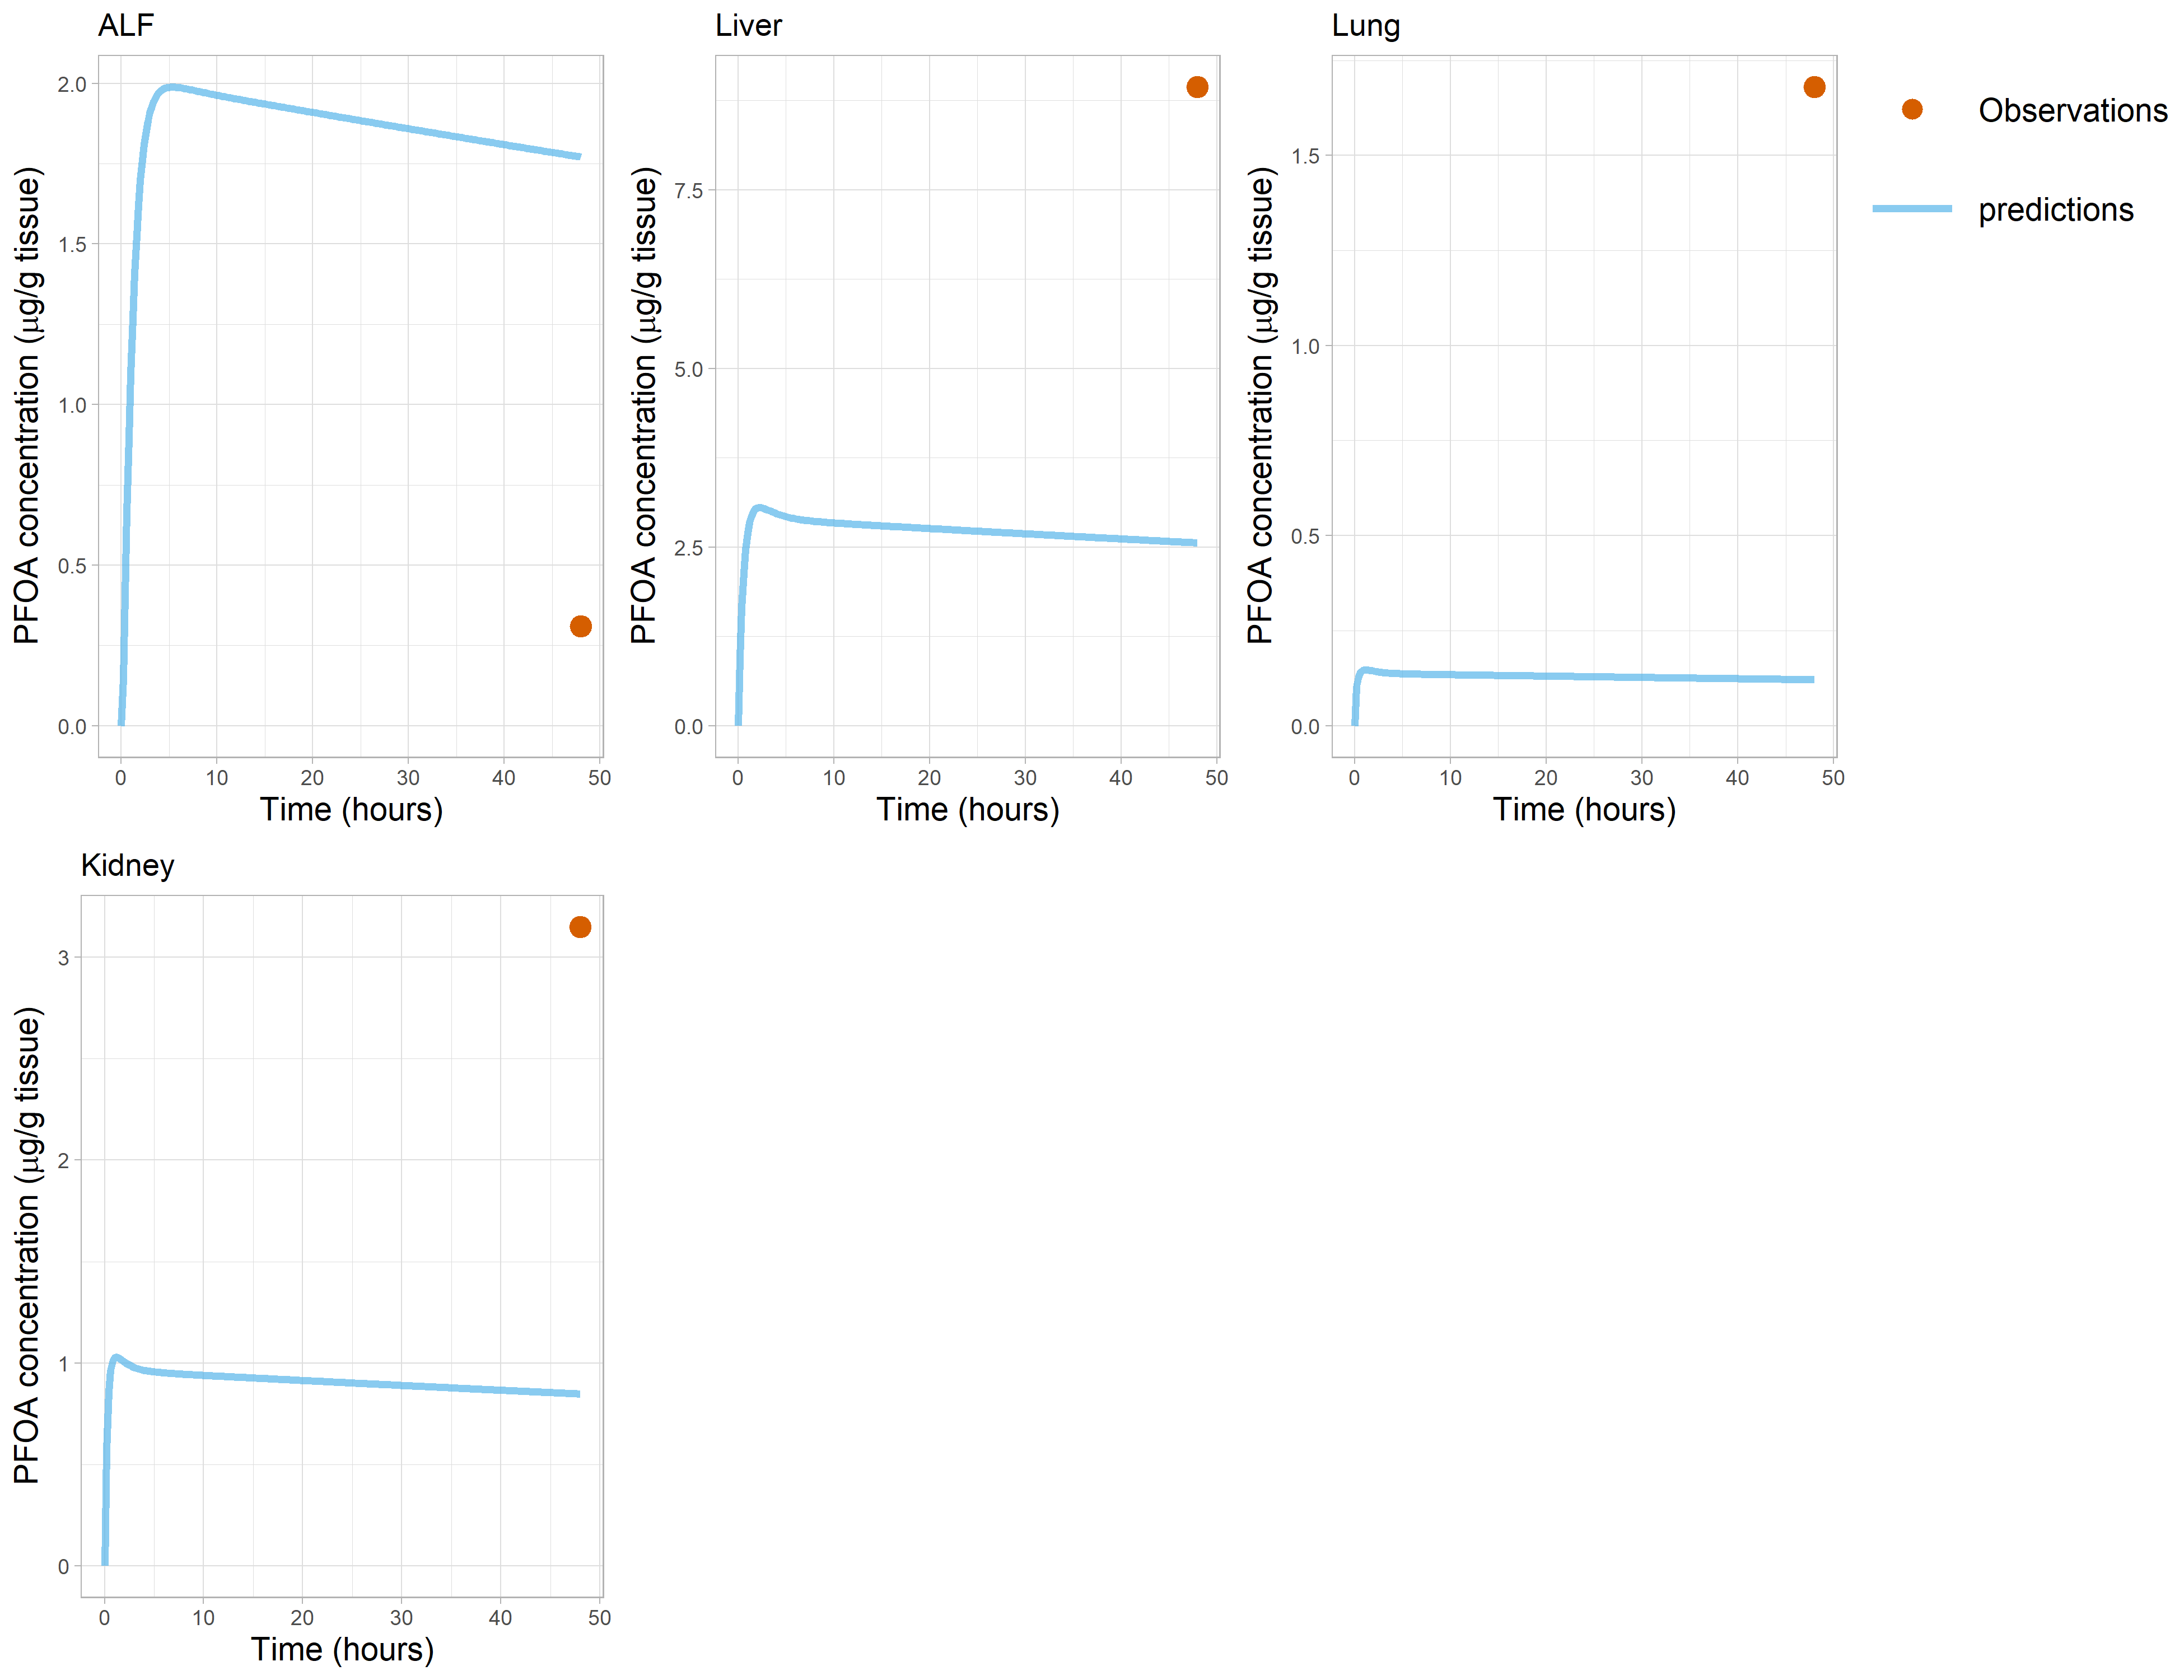 ALF
Liver
Lung
PFOA concentration (μg/g tissue)
2.0
1.5
1.0
0.5
0.0
0 10 20 30 40 50
Time (hours)
PFOA concentration (μg/g tissue)
7.5
5.0
2.5
0.0
0 10 20 30 40 50
Time (hours)
PFOA concentration (μg/g tissue)
1.5
1.0
0.5
0.0
0 10 20 30 40 50
Time (hours)
Observations
predictions
Kidney
PFOA concentration (μg/g tissue)
3
2
1
0
0 10 20 30 40 50
Time (hours)